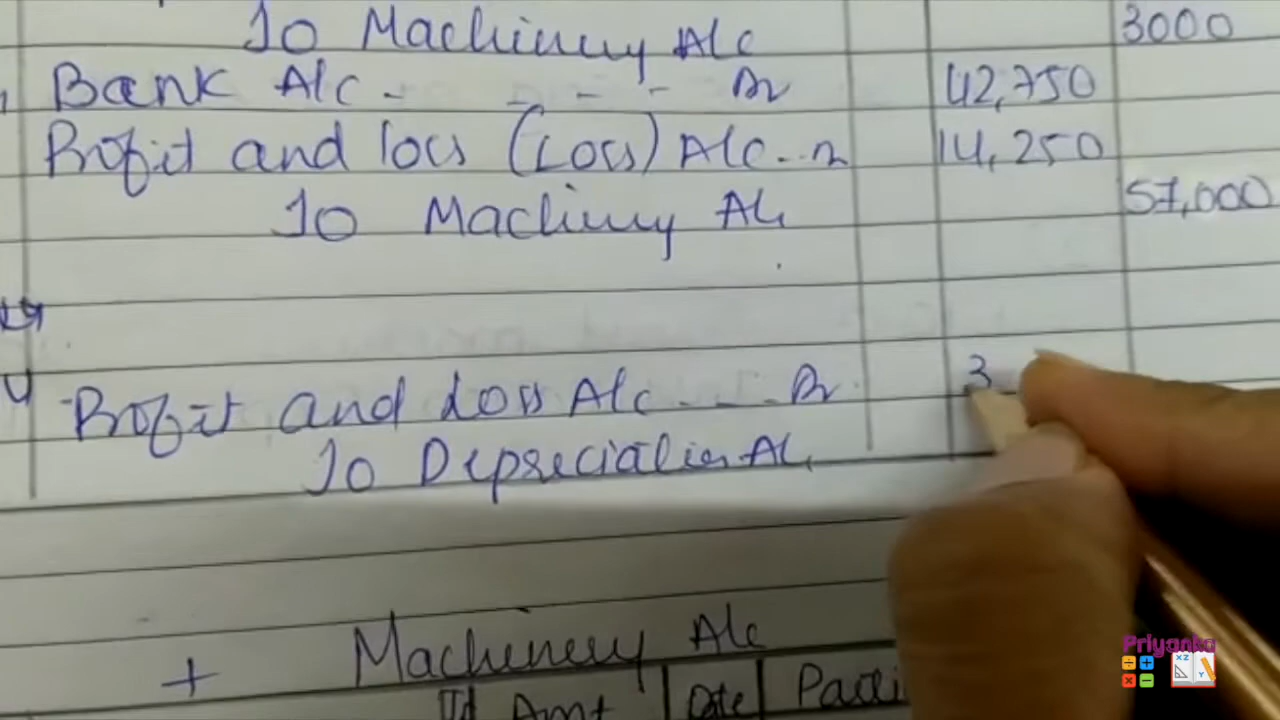 To Machinery A/c 3000
Bank A/c - - - - Dr 42,750
Profit and loss (Loss) A/c - - Dr 14,250
To Machinery A/c 57,000
Profit and Loss A/c - - - Dr. 3
To Depreciation A/c
+ Machinery A/c
Amt Date Parti
Priyanka